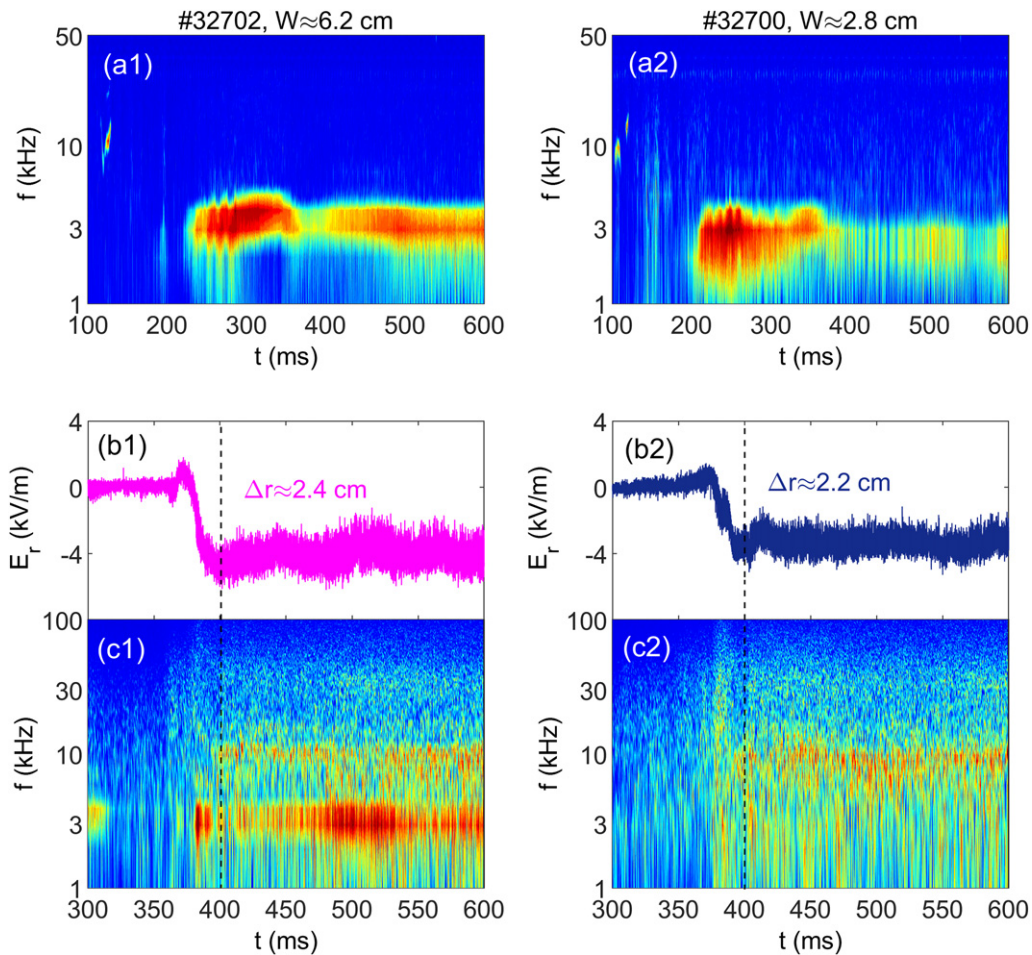 #32702, W≈6.2 cm
#32700, W≈2.8 cm
(a1)
f (kHz)
50
10
3
1
100 200 300 400 500 600
t (ms)
(a2)
f (kHz)
50
10
3
1
100 200 300 400 500 600
t (ms)
(b1)
Δr≈2.4 cm
E_r (kV/m)
4
0
-4
(b2)
Δr≈2.2 cm
E_r (kV/m)
4
0
-4
(c1)
f (kHz)
100
30
10
3
1
300 350 400 450 500 550 600
t (ms)
(c2)
f (kHz)
100
30
10
3
1
300 350 400 450 500 550 600
t (ms)